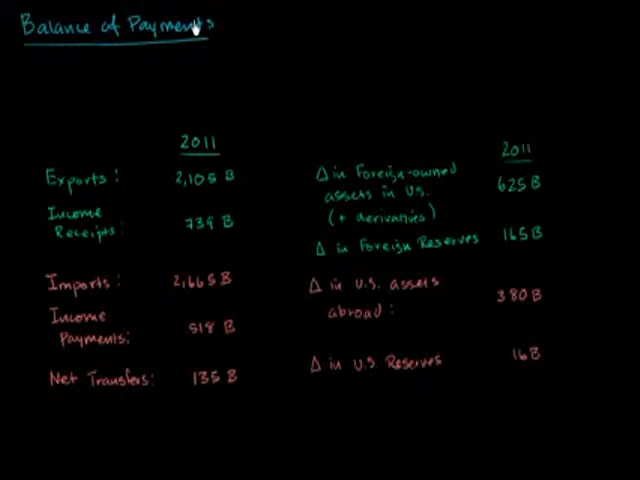 Balance of Payments
2011
Exports: 2,105 B
Income
Receipts: 739 B
Imports: 2,665 B
Income
Payments: 518 B
Net Transfers: 135 B
2011
Δ in Foreign-owned
assets in U.S. 625 B
(+ derivaties)
Δ in Foreign Reserves 165 B
Δ in U.S. assets
abroad: 380 B
Δ in U.S Reserves 16 B